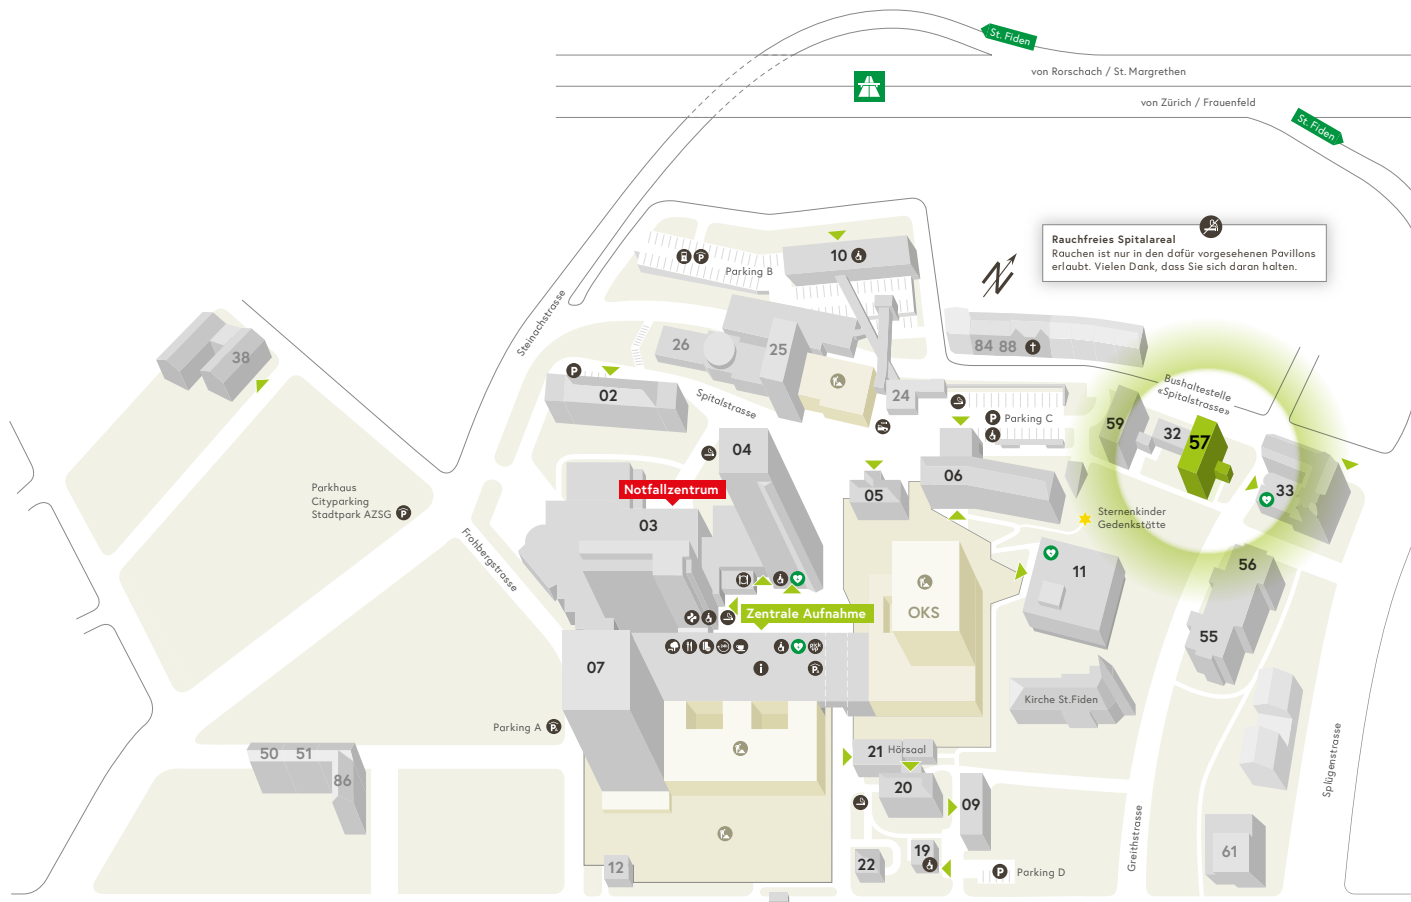 St. Fiden
von Rorschach / St. Margrethen
von Zürich / Frauenfeld
St. Fiden
Rauchfreies Spitalareal
Rauchen ist nur in den dafür vorgesehenen Pavillons
erlaubt. Vielen Dank, dass Sie sich daran halten.
N
P
Parking B
10
Steinachstrasse
38
26
25
84 88
P
02
Spitalstrasse
24
Bushaltestelle
«Spitalstrasse»
P
Parking C
59
32
57
04
06
05
33
Parkhaus
Cityparking
Stadtpark AZSG
P
Notfallzentrum
03
Sternenkinder
Gedenkstätte
Frohbergstrasse
11
56
OKS
Zentrale Aufnahme
55
07
i
P
Kirche St.Fiden
Parking A
P
50
51
86
21 Hörsaal
20
09
Splügenstrasse
Greithstrasse
12
22
19
P
Parking D
61